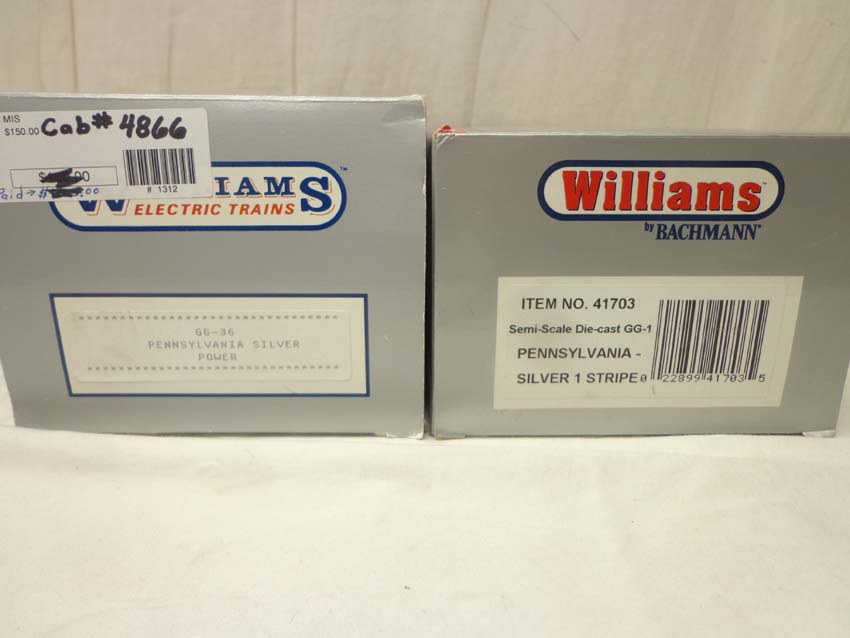 MIS
$150.00 Cab# 4866
# 1312
ELECTRIC TRAINS
GG-36
PENNSYLVANIA SILVER
POWER
Williams
by BACHMANN
ITEM NO. 41703
Semi-Scale Die-cast GG-1
PENNSYLVANIA -
SILVER 1 STRIPE
0 22899 41703 5